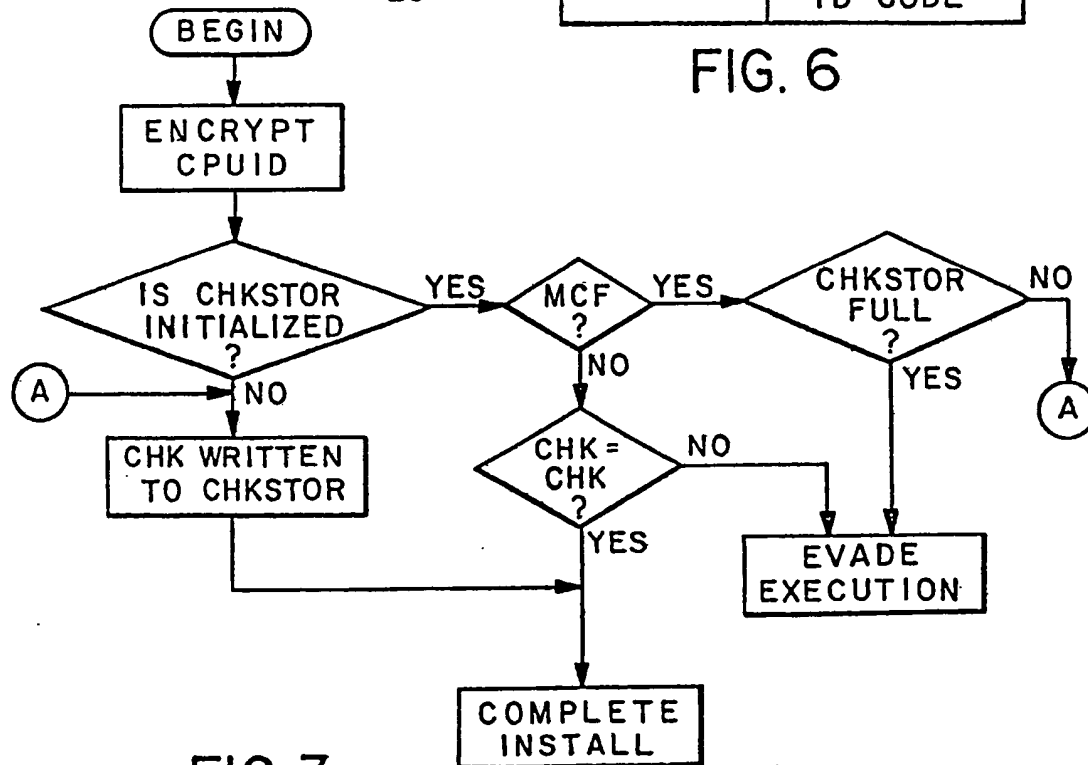 ID CODE
FIG. 6
BEGIN
ENCRYPT
CPUID
IS CHKSTOR
INITIALIZED
?
YES
MCF
?
YES
CHKSTOR
FULL
?
NO
A
NO
NO
YES
A
CHK WRITTEN
TO CHKSTOR
CHK =
CHK
?
NO
YES
EVADE
EXECUTION
COMPLETE
INSTALL
FIG. 7